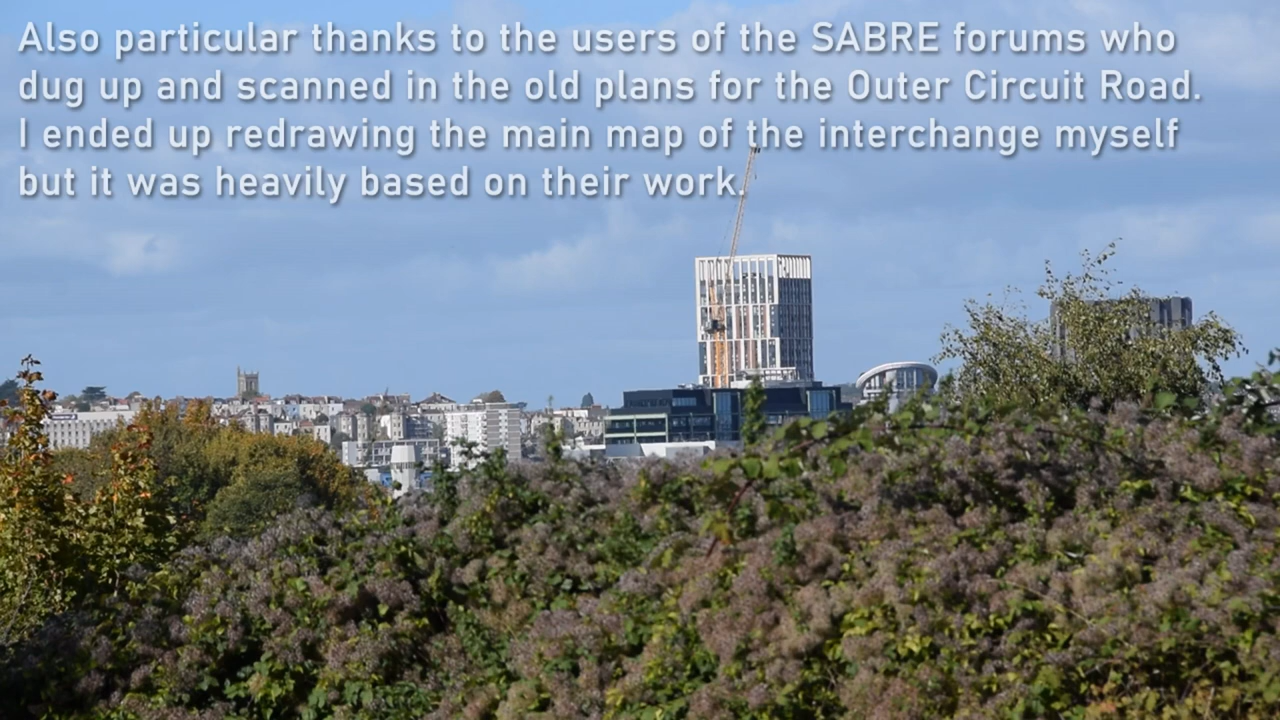 Also particular thanks to the users of the SABRE forums who
dug up and scanned in the old plans for the Outer Circuit Road.
I ended up redrawing the main map of the interchange myself
but it was heavily based on their work.